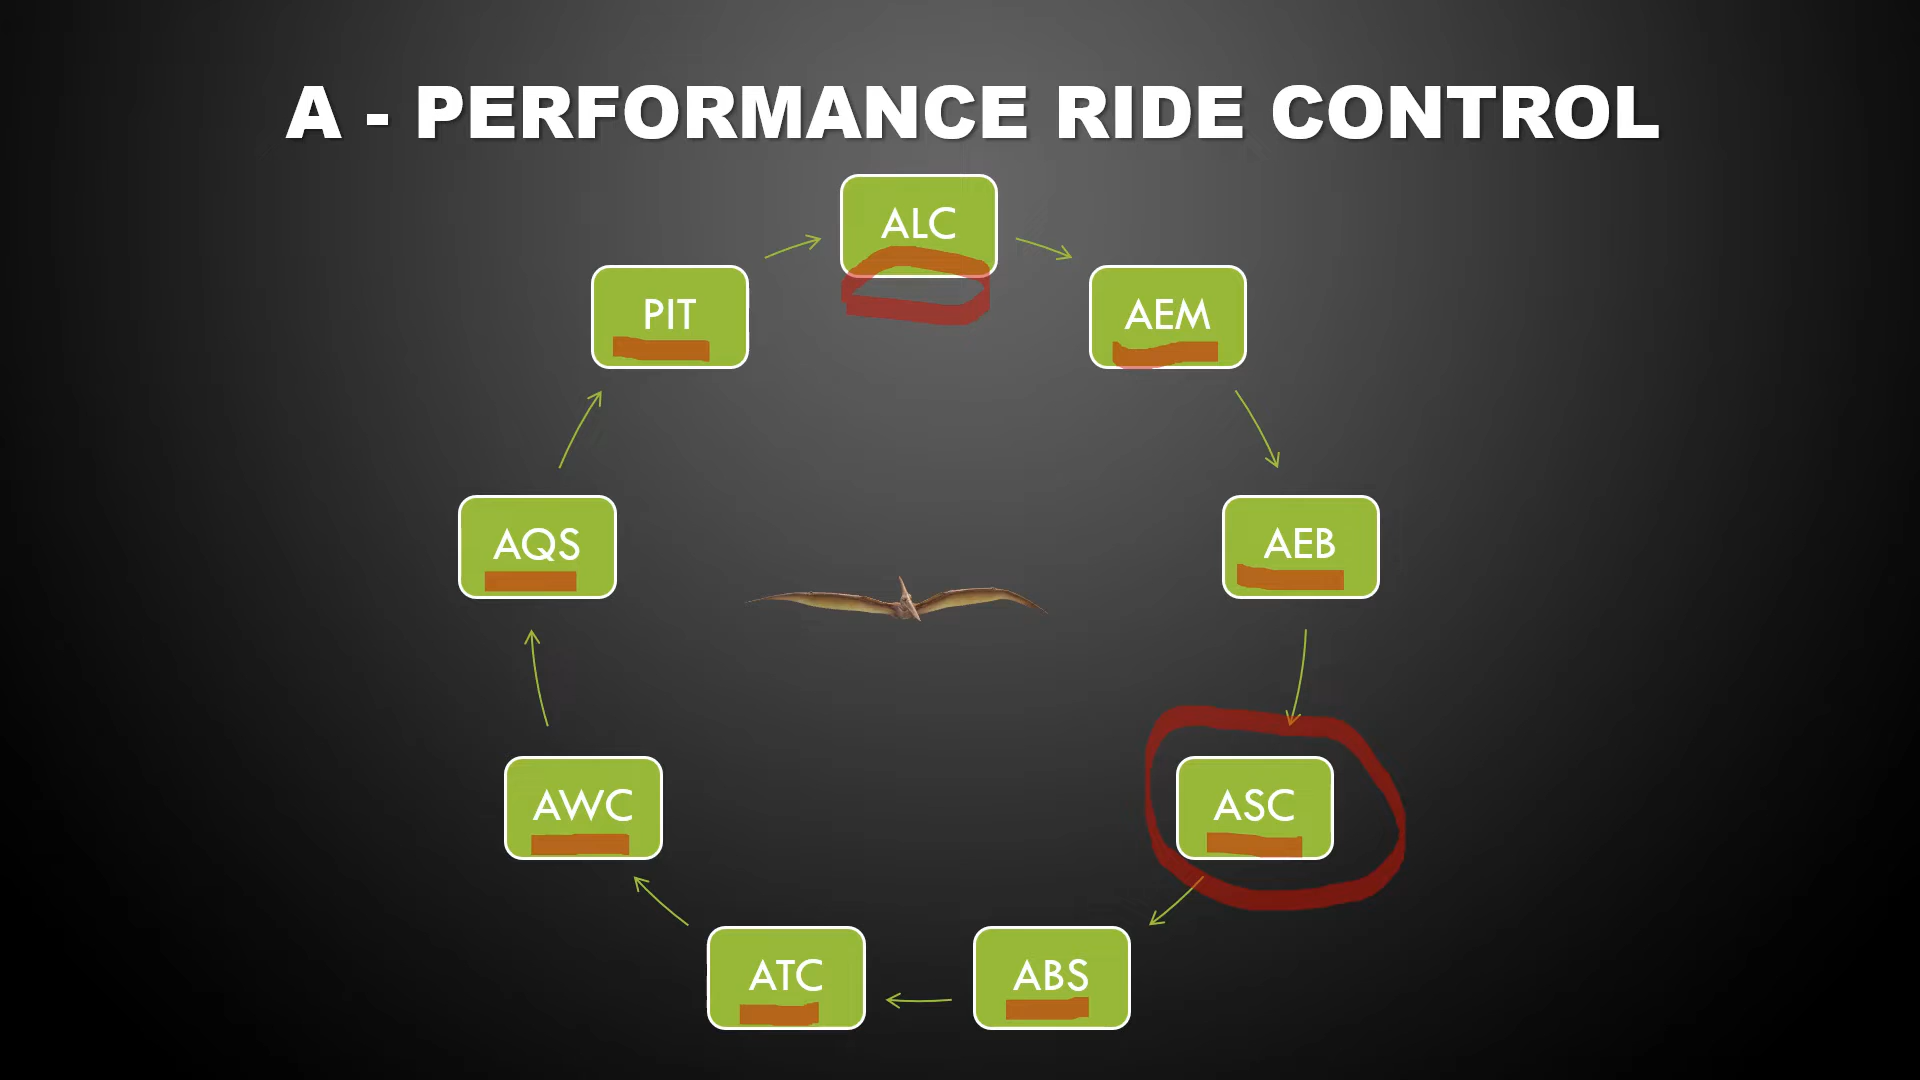 A - PERFORMANCE RIDE CONTROL
ALC
AEM
AEB
ASC
ABS
ATC
AWC
AQS
PIT